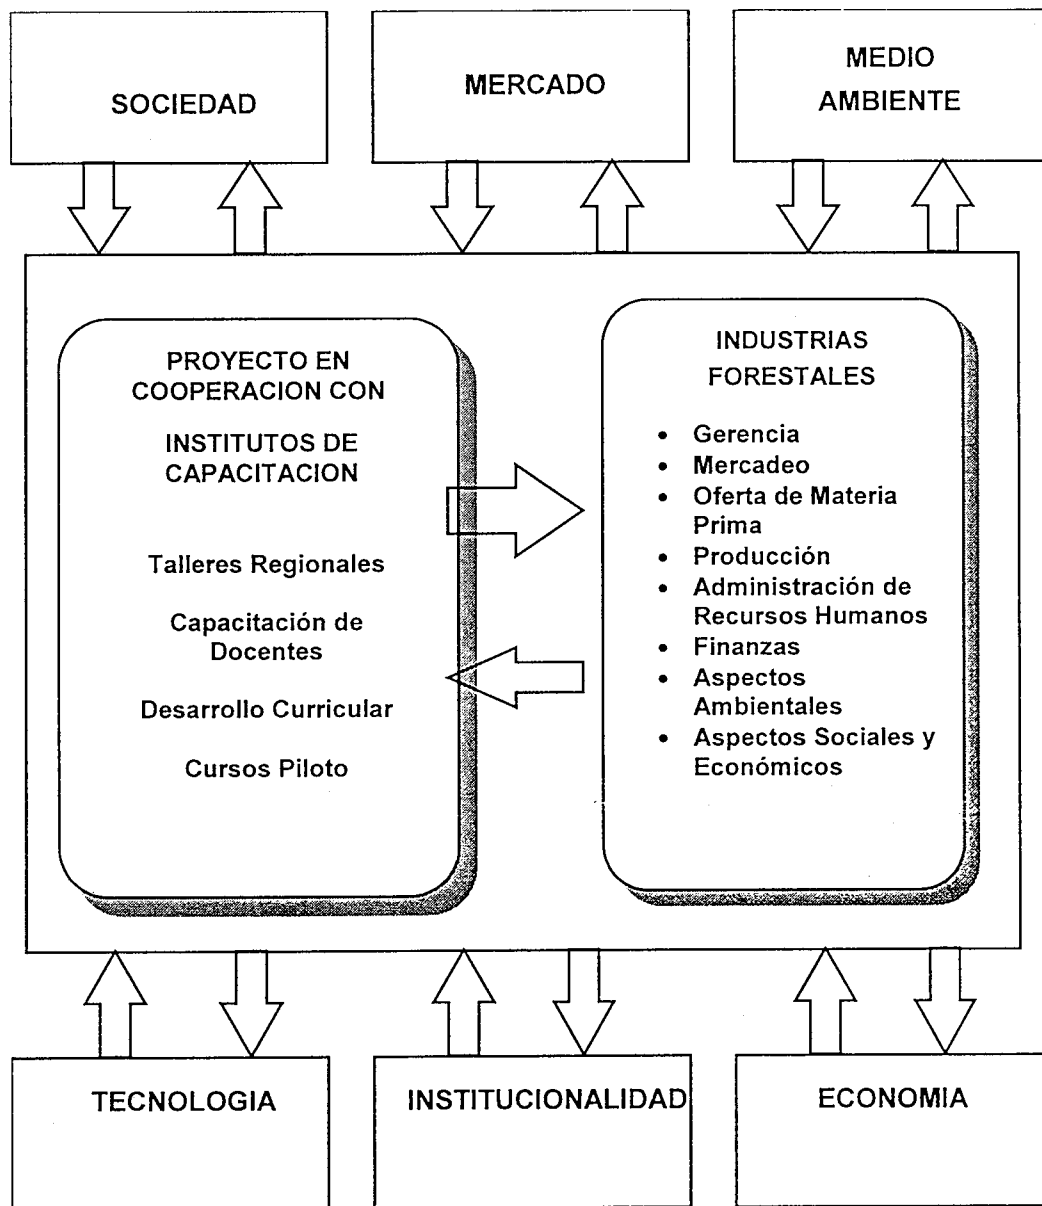 SOCIEDAD
MERCADO
MEDIO
AMBIENTE
PROYECTO EN
COOPERACION CON
INSTITUTOS DE
CAPACITACION
Talleres Regionales
Capacitación de
Docentes
Desarrollo Curricular
Cursos Piloto
INDUSTRIAS
FORESTALES
• Gerencia
• Mercadeo
• Oferta de Materia
Prima
• Producción
• Administración de
Recursos Humanos
• Finanzas
• Aspectos
Ambientales
• Aspectos Sociales y
Económicos
TECNOLOGIA
INSTITUCIONALIDAD
ECONOMIA